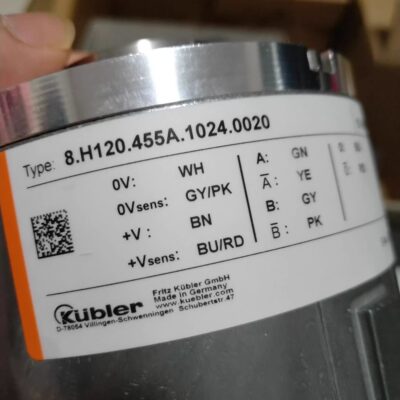 Type: 8.H120.455A.1024.0020
0V: WH
0Vsens: GY/PK
+V : BN
+Vsens: BU/RD
A: GN
A̅ : YE
B: GY
B̅ : PK
Kübler
Fritz Kübler GmbH
Made in Germany
www.kuebler.com
D-78054 Villingen-Schwenningen Schubertstr.47